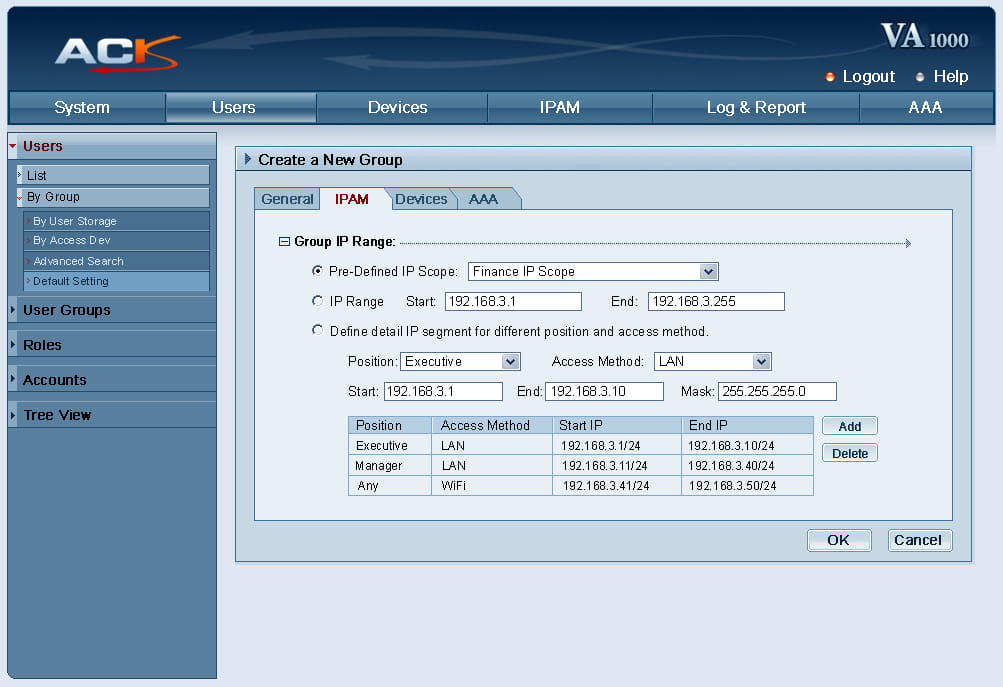 ACK
VA 1000
Logout Help
System Users Devices IPAM Log & Report AAA
Users
List
By Group
By User Storage
By Access Dev
Advanced Search
Default Setting
User Groups
Roles
Accounts
Tree View
Create a New Group
General IPAM Devices AAA
Group IP Range:
Pre-Defined IP Scope: Finance IP Scope
IP Range Start: 192.168.3.1 End: 192.168.3.255
Define detail IP segment for different position and access method.
Position: Executive Access Method: LAN
Start: 192.168.3.1 End: 192.168.3.10 Mask: 255.255.255.0
Position Access Method Start IP End IP Add
Executive LAN 192.168.3.1/24 192.168.3.10/24 Delete
Manager LAN 192.168.3.11/24 192.168.3.40/24
Any WiFi 192.168.3.41/24 192.168.3.50/24
OK Cancel